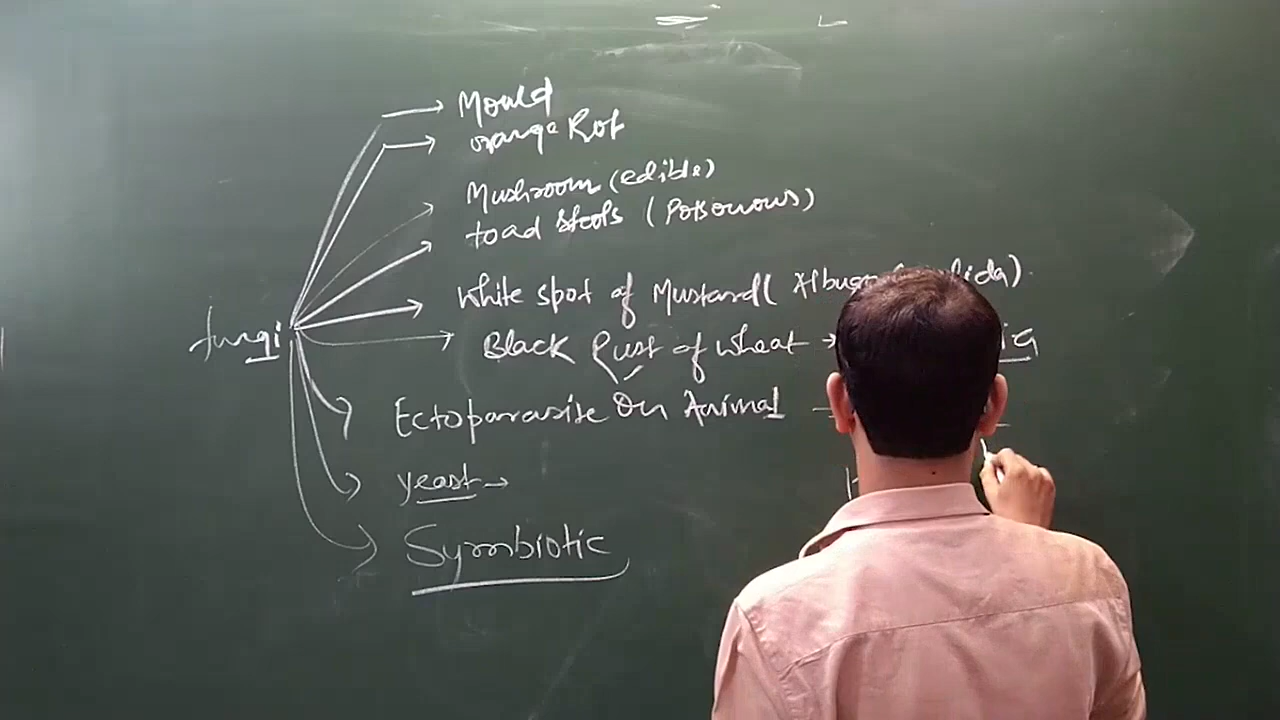 Mould
orange Rot
Mushroom (edible)
toad stools (Poisonous)
White spot of Mustard (
fungi
Black Rust of wheat →
Ectoparasite On Animal
yeast →
Symbiotic